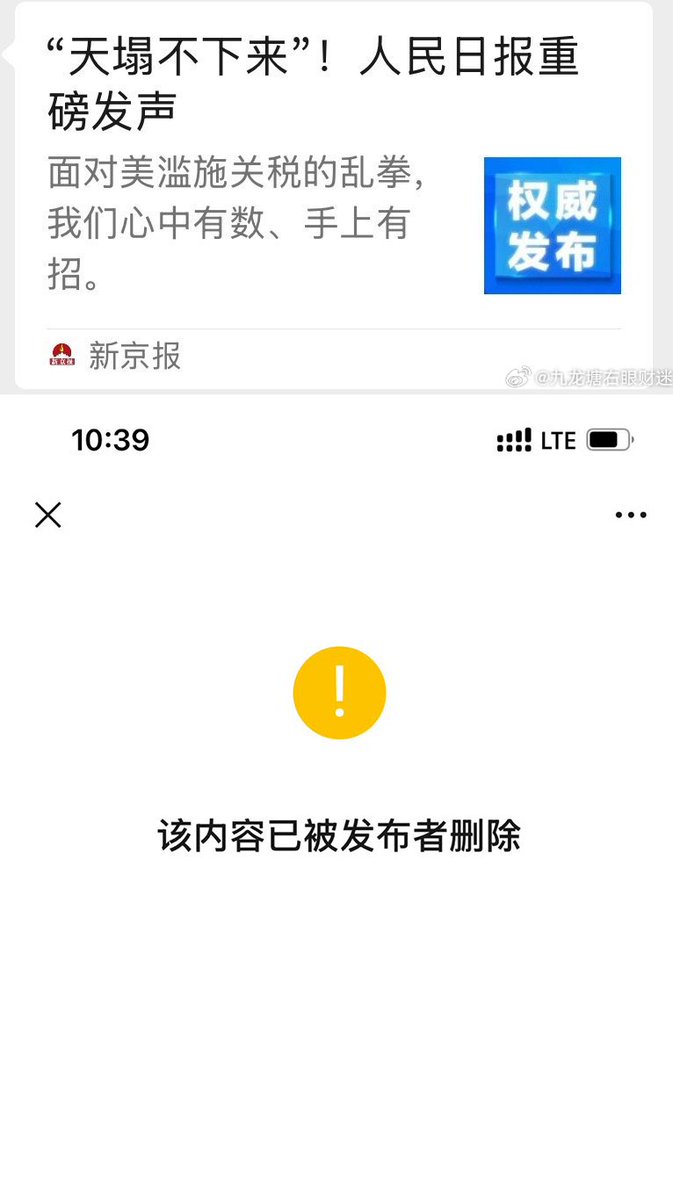 “天塌不下来”！人民日报重
磅发声
面对美滥施关税的乱拳，
我们心中有数、手上有
招。
权威
发布
新京报
@九龙塘右眼财迷
10:39
LTE
该内容已被发布者删除